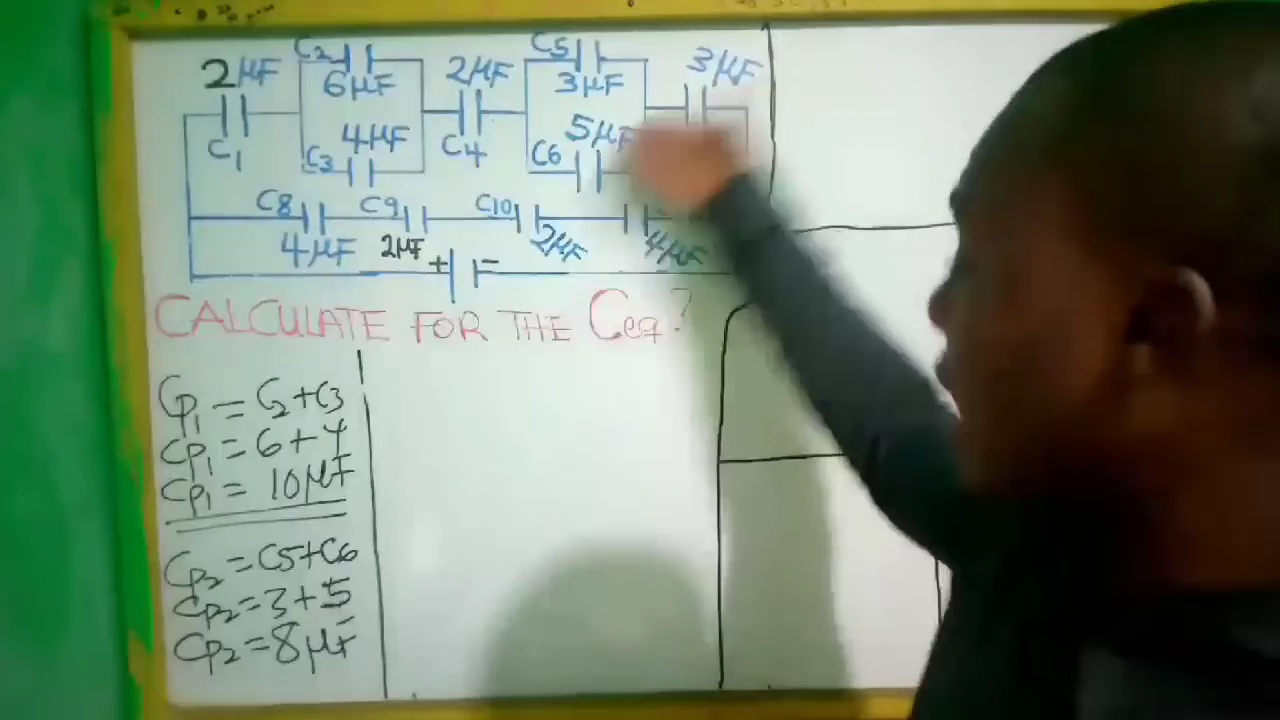 2μF
C1
C2
6μF
4μF
C3
2μF
C4
C5
3μF
5μF
C6
3μF
C8
4μF
C9
2μF
C10
2μF
4μF
+ -
CALCULATE FOR THE Ceq?
Cp1 = C2+C3
Cp1 = 6+4
Cp1 = 10μF
Cp2 = C5+C6
Cp2 = 3+5
Cp2 = 8μF